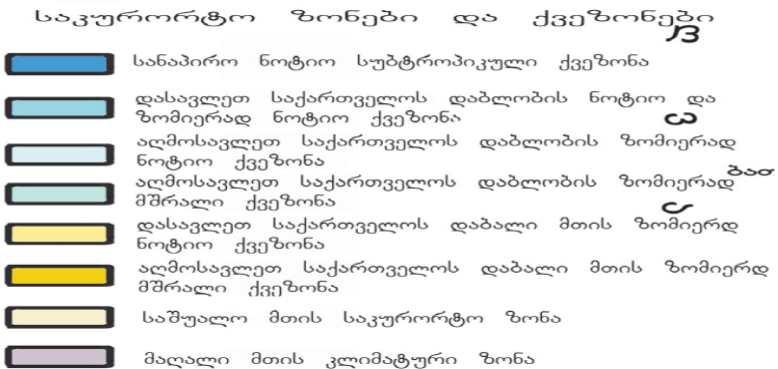 საკურორტო ზონები და ქვეზონები
სანაპირო ნოტიო სუბტროპიკული ქვეზონა
დასავლეთ საქართველოს დაბლობის ნოტიო და
ზომიერად ნოტიო ქვეზონა
აღმოსავლეთ საქართველოს დაბლობის ზომიერად
ნოტიო ქვეზონა
აღმოსავლეთ საქართველოს დაბლობის ზომიერად
მშრალი ქვეზონა
დასავლეთ საქართველოს დაბალი მთის ზომიერდ
ნოტიო ქვეზონა
აღმოსავლეთ საქართველოს დაბალი მთის ზომიერდ
მშრალი ქვეზონა
საშუალო მთის საკურორტო ზონა
მაღალი მთის კლიმატური ზონა